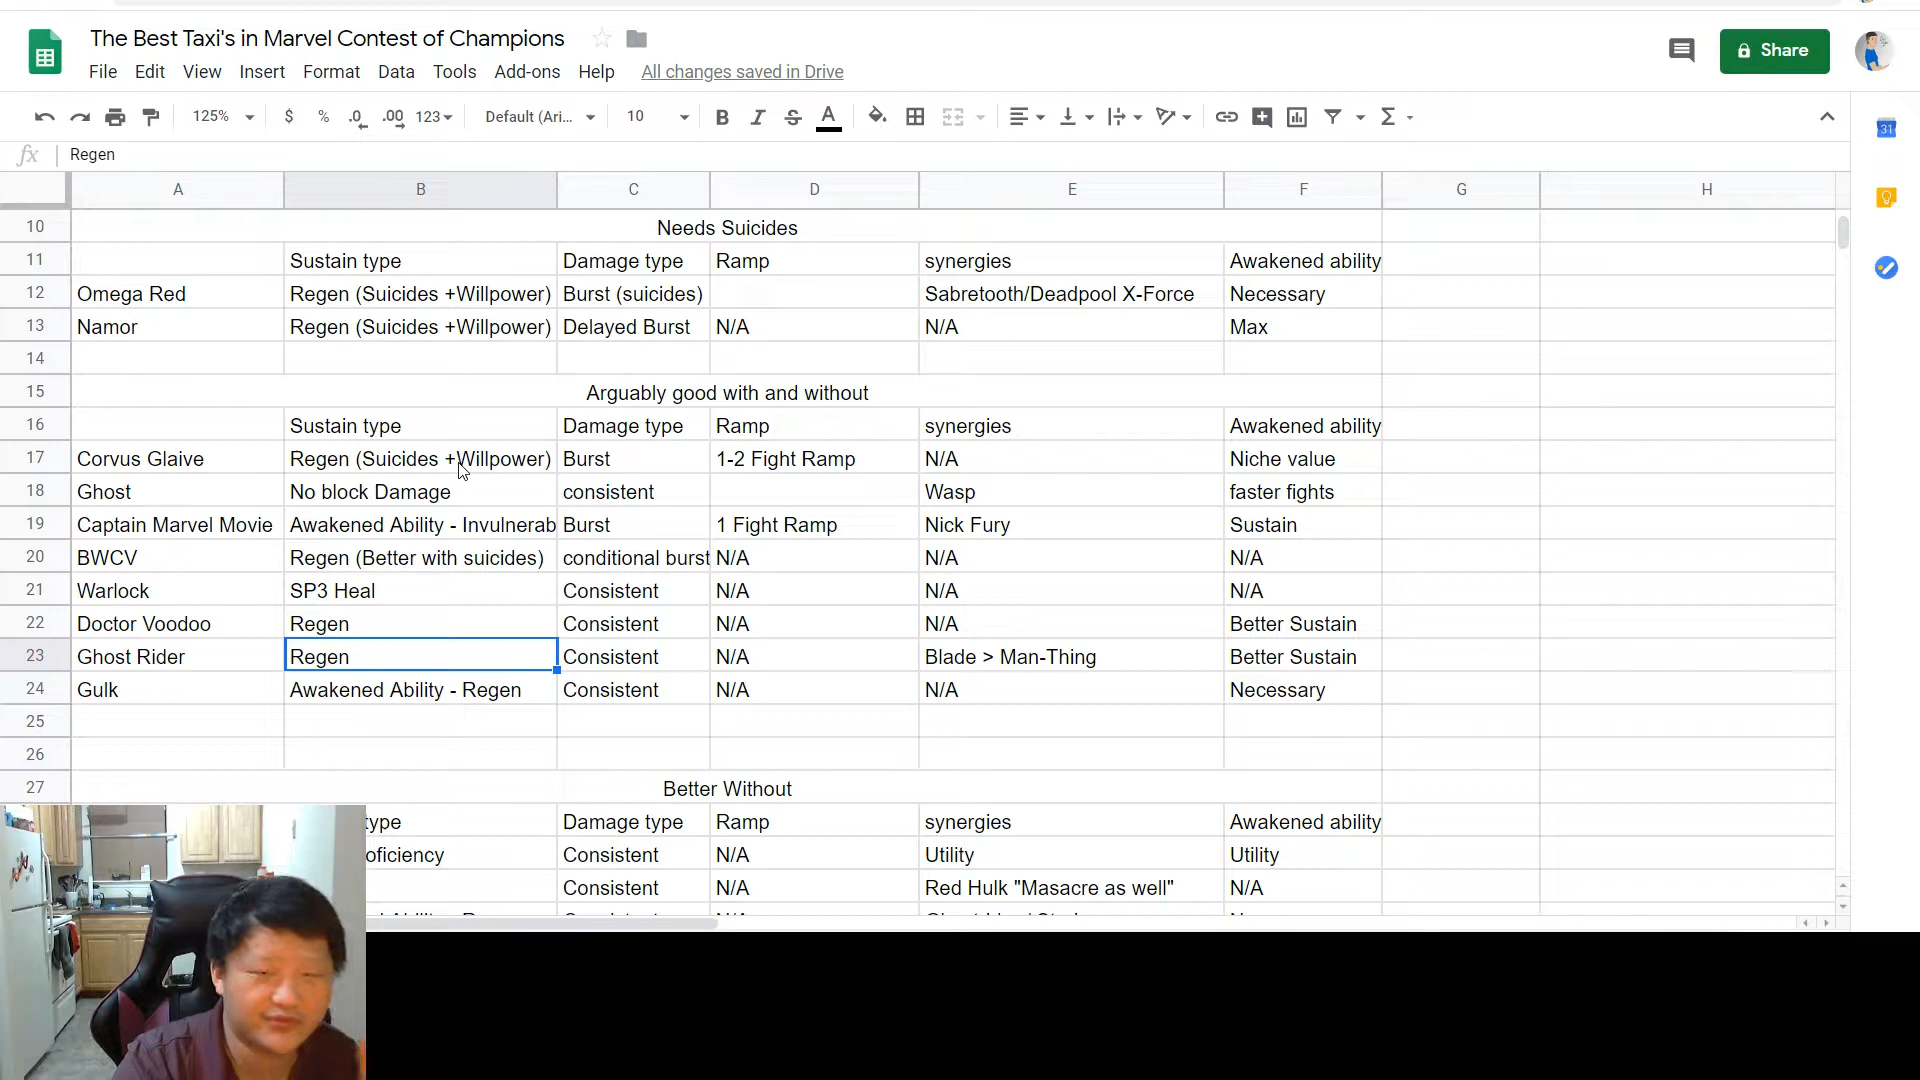 The Best Taxi's in Marvel Contest of Champions
Share
File Edit View Insert Format Data Tools Add-ons Help All changes saved in Drive
125% $ % .0 .00 123 Default (Ari... 10 B I S A Σ
31
fx Regen
A B C D E F G H
10 Needs Suicides
11 Sustain type Damage type Ramp synergies Awakened ability
12 Omega Red Regen (Suicides +Willpower) Burst (suicides) Sabretooth/Deadpool X-Force Necessary
13 Namor Regen (Suicides +Willpower) Delayed Burst N/A N/A Max
14
15 Arguably good with and without
16 Sustain type Damage type Ramp synergies Awakened ability
17 Corvus Glaive Regen (Suicides +Willpower) Burst 1-2 Fight Ramp N/A Niche value
18 Ghost No block Damage consistent Wasp faster fights
19 Captain Marvel Movie Awakened Ability - Invulnerab Burst 1 Fight Ramp Nick Fury Sustain
20 BWCV Regen (Better with suicides) conditional burst N/A N/A N/A
21 Warlock SP3 Heal Consistent N/A N/A N/A
22 Doctor Voodoo Regen Consistent N/A N/A Better Sustain
23 Ghost Rider Regen Consistent N/A Blade > Man-Thing Better Sustain
24 Gulk Awakened Ability - Regen Consistent N/A N/A Necessary
25
26
27 Better Without
type Damage type Ramp synergies Awakened ability
oficiency Consistent N/A Utility Utility
Consistent N/A Red Hulk "Masacre as well" N/A